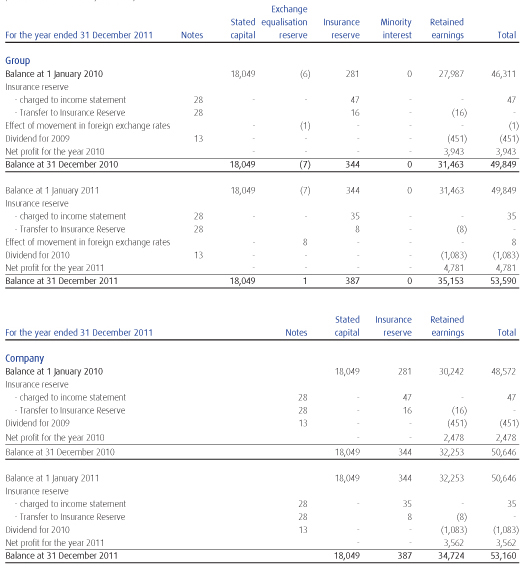 Exchange
Stated equalisation Insurance Minority Retained
For the year ended 31 December 2011 Notes capital reserve reserve interest earnings Total
Group
Balance at 1 January 2010 18,049 (6) 281 0 27,987 46,311
Insurance reserve
- charged to income statement 28 - - 47 - - 47
- Transfer to Insurance Reserve 28 - - 16 - (16) -
Effect of movement in foreign exchange rates - (1) - - - (1)
Dividend for 2009 13 - - - - (451) (451)
Net profit for the year 2010 - - - - 3,943 3,943
Balance at 31 December 2010 18,049 (7) 344 0 31,463 49,849
Balance at 1 January 2011 18,049 (7) 344 0 31,463 49,849
Insurance reserve
- charged to income statement 28 - - 35 - - 35
- Transfer to Insurance Reserve 28 - - 8 - (8) -
Effect of movement in foreign exchange rates - 8 - - - 8
Dividend for 2010 13 - - - - (1,083) (1,083)
Net profit for the year 2011 - - - - 4,781 4,781
Balance at 31 December 2011 18,049 1 387 0 35,153 53,590
Stated Insurance Retained
For the year ended 31 December 2011 Notes capital reserve earnings Total
Company
Balance at 1 January 2010 18,049 281 30,242 48,572
Insurance reserve
- charged to income statement 28 - 47 - 47
- Transfer to Insurance Reserve 28 - 16 (16) -
Dividend for 2009 13 - - (451) (451)
Net profit for the year 2010 - - 2,478 2,478
Balance at 31 December 2010 18,049 344 32,253 50,646
Balance at 1 January 2011 18,049 344 32,253 50,646
Insurance reserve
- charged to income statement 28 - 35 - 35
- Transfer to Insurance Reserve 28 - 8 (8) -
Dividend for 2010 13 - - (1,083) (1,083)
Net profit for the year 2011 - - 3,562 3,562
Balance at 31 December 2011 18,049 387 34,724 53,160